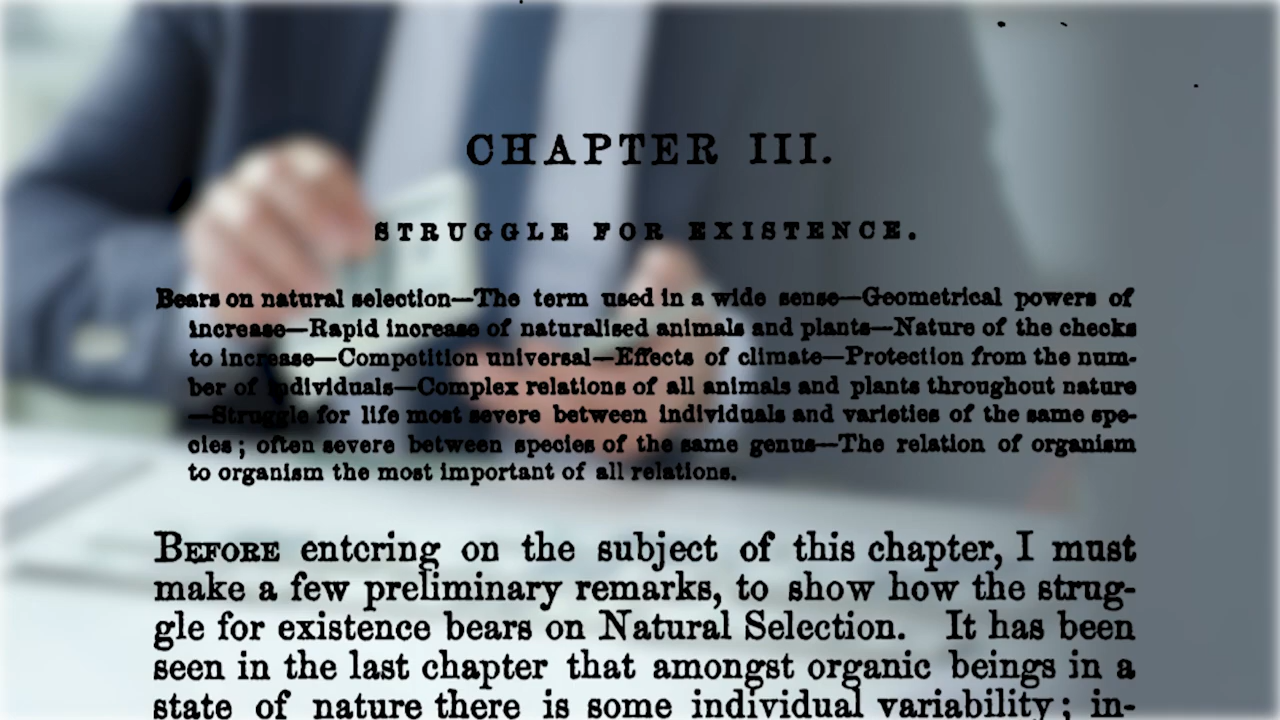 CHAPTER III.
STRUGGLE FOR EXISTENCE.
Bears on natural selection—The term used in a wide sense—Geometrical powers of
increase—Rapid increase of naturalised animals and plants—Nature of the checks
to increase—Competition universal—Effects of climate—Protection from the num-
ber of individuals—Complex relations of all animals and plants throughout nature
—Struggle for life most severe between individuals and varieties of the same spe-
cies; often severe between species of the same genus—The relation of organism
to organism the most important of all relations.
BEFORE entering on the subject of this chapter, I must
make a few preliminary remarks, to show how the strug-
gle for existence bears on Natural Selection. It has been
seen in the last chapter that amongst organic beings in a
state of nature there is some individual variability; in-